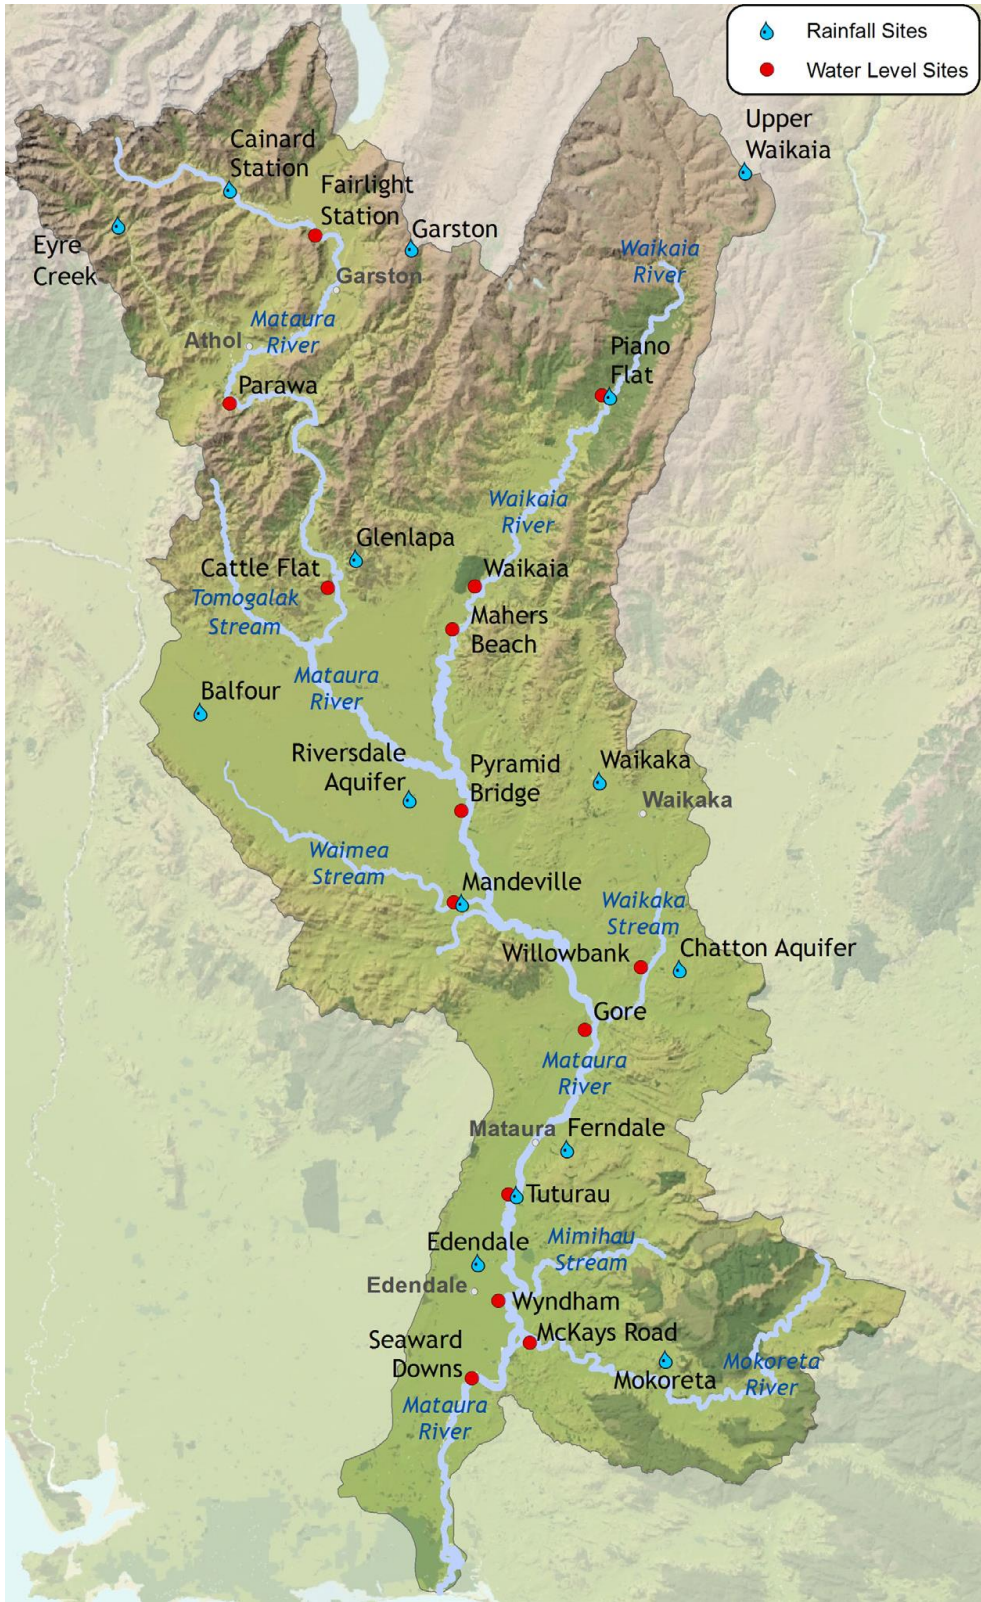 Rainfall Sites
Water Level Sites
Upper
Waikaia
Cainard
Station
Fairlight
Station
Garston
Eyre
Creek
Waikaia
River
Garston
Mataura
River
Athol
Piano
Flat
Parawa
Waikaia
River
Glenlapa
Cattle Flat
Waikaia
Tomogalak
Stream
Mahers
Beach
Mataura
River
Balfour
Riversdale
Aquifer
Pyramid
Bridge
Waikaka
Waikaka
Waimea
Stream
Mandeville
Waikaka
Stream
Willowbank
Chatton Aquifer
Gore
Mataura
River
Mataura
Ferndale
Tuturau
Edendale
Mimihau
Stream
Edendale
Wyndham
McKays Road
Seaward
Downs
Mokoreta
Mokoreta
River
Mataura
River